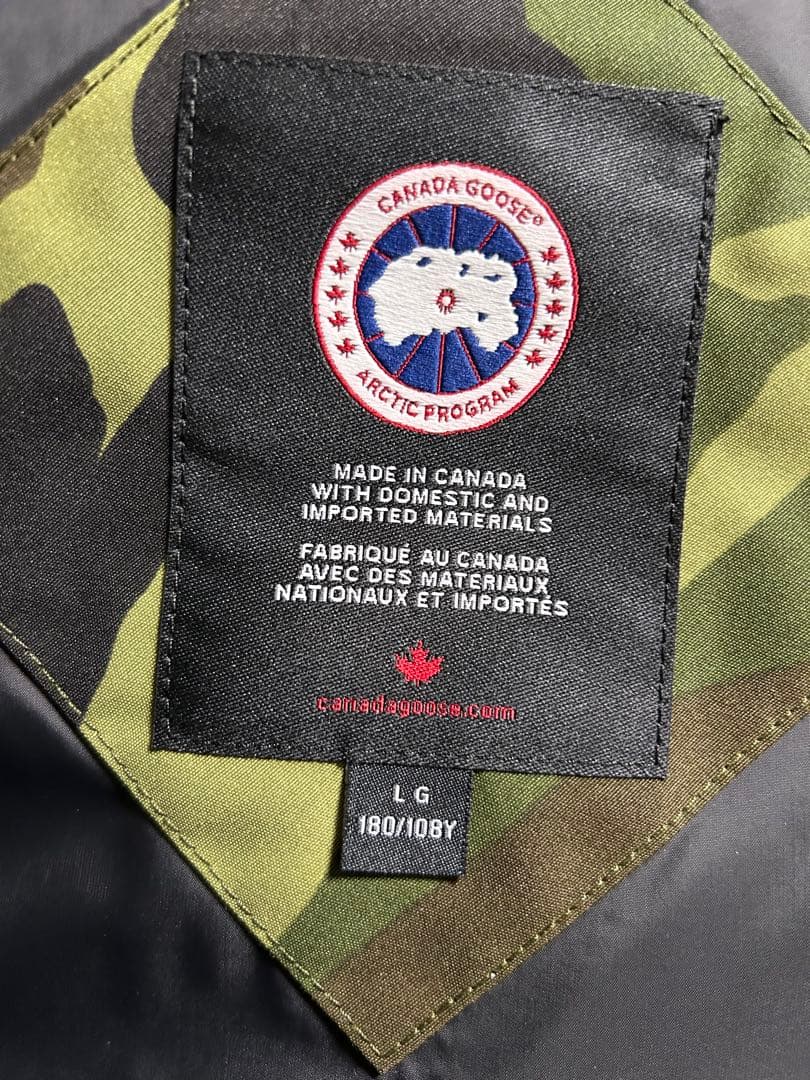 CANADA GOOSE®
ARCTIC PROGRAM
MADE IN CANADA
WITH DOMESTIC AND
IMPORTED MATERIALS
FABRIQUÉ AU CANADA
AVEC DES MATERIAUX
NATIONAUX ET IMPORTÉS
canadagoose.com
LG
180/108Y